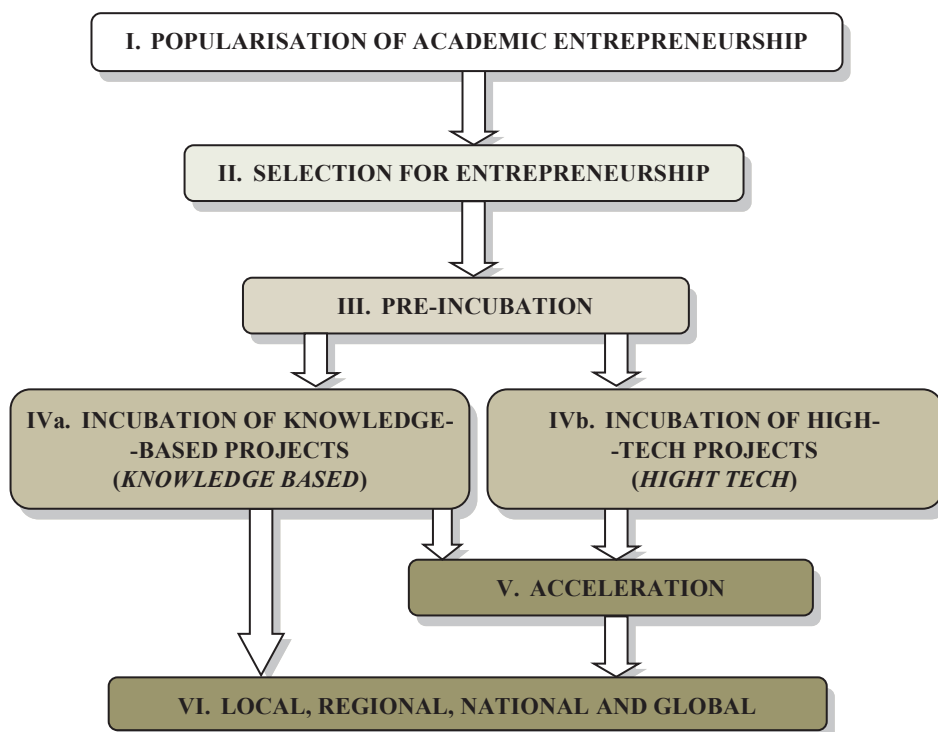 I. POPULARISATION OF ACADEMIC ENTREPRENEURSHIP
II. SELECTION FOR ENTREPRENEURSHIP
III. PRE-INCUBATION
IVa. INCUBATION OF KNOWLEDGE-
-BASED PROJECTS
(KNOWLEDGE BASED)
IVb. INCUBATION OF HIGH-
-TECH PROJECTS
(HIGHT TECH)
V. ACCELERATION
VI. LOCAL, REGIONAL, NATIONAL AND GLOBAL